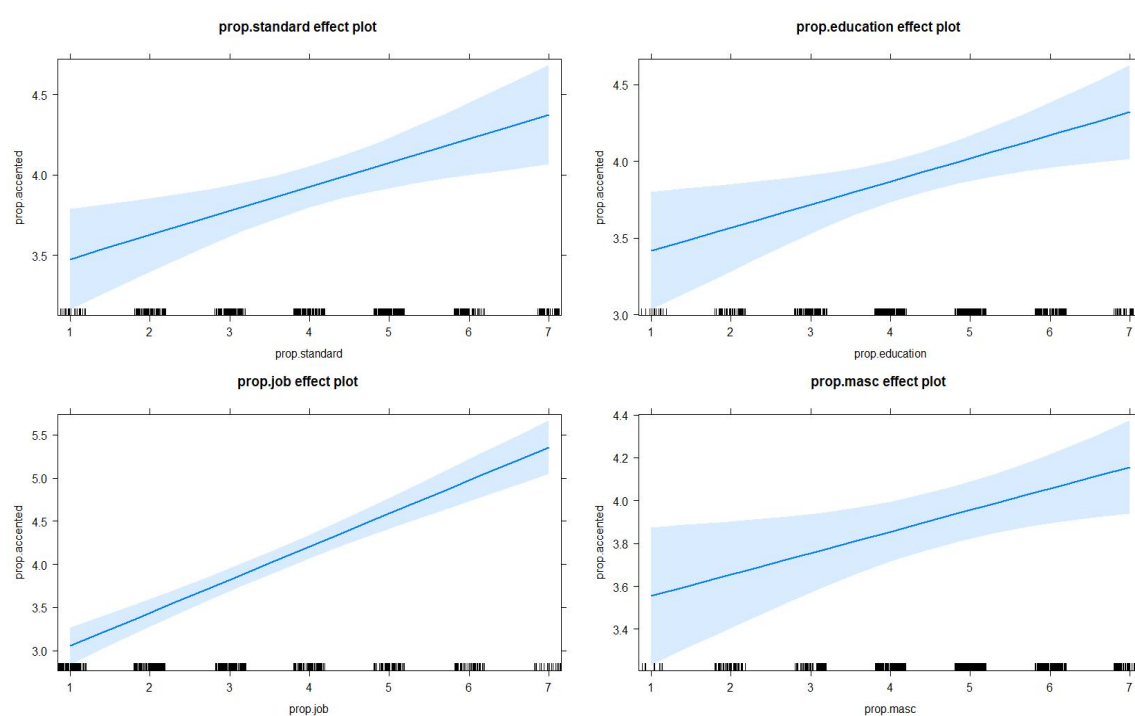 prop.standard effect plot
prop.accented
4.5
4.0
3.5
1 2 3 4 5 6 7
prop.standard
prop.education effect plot
prop.accented
4.5
4.0
3.5
3.0
1 2 3 4 5 6 7
prop.education
prop.job effect plot
prop.accented
5.5
5.0
4.5
4.0
3.5
3.0
1 2 3 4 5 6 7
prop.job
prop.masc effect plot
prop.accented
4.4
4.2
4.0
3.8
3.6
3.4
1 2 3 4 5 6 7
prop.masc